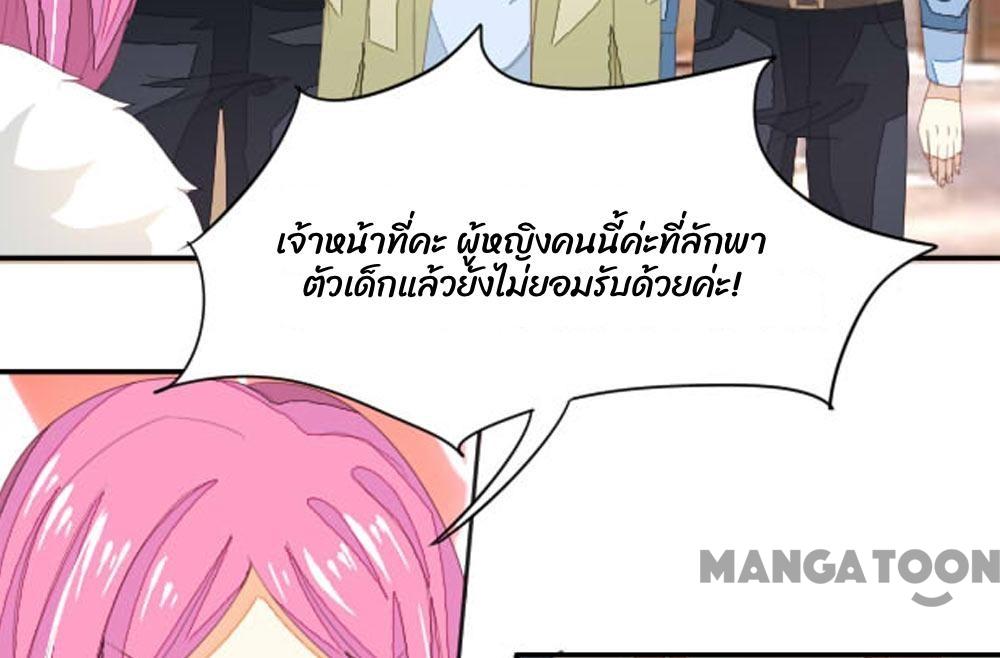 เจ้าหน้าที่คะ ผู้หญิงคนนี้ค่ะที่ลักพา
ตัวเด็กแล้วยังไม่ยอมรับด้วยค่ะ!
MANGATOON